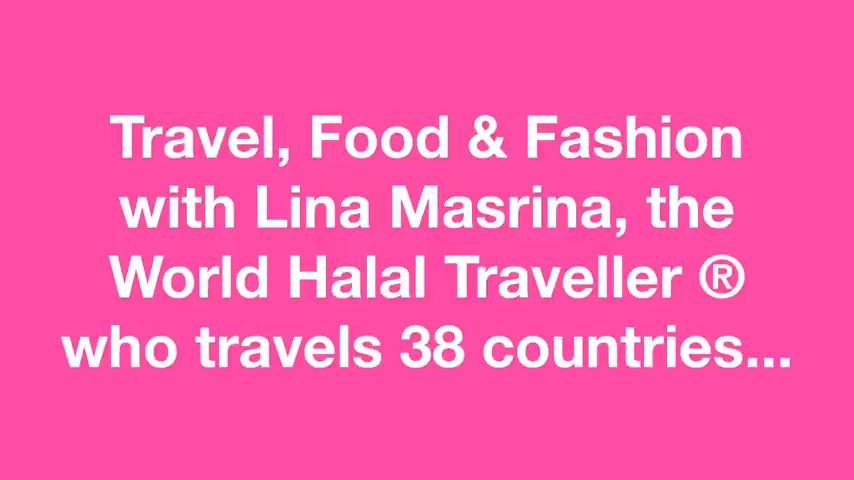 Travel, Food & Fashion
with Lina Masrina, the
World Halal Traveller ®
who travels 38 countries...